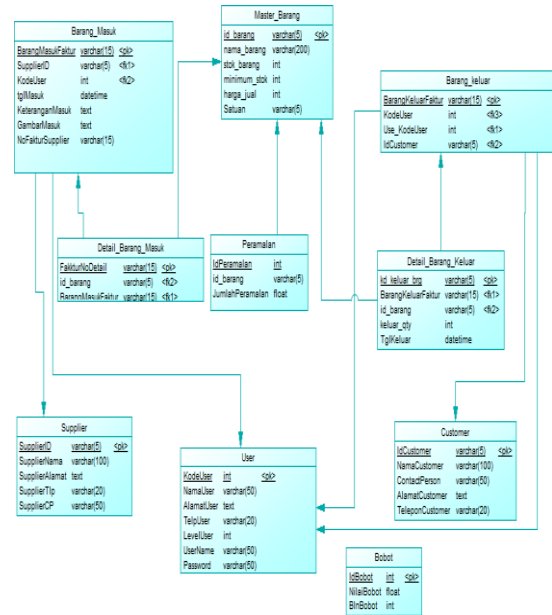 Barang_Masuk
BarangMasukFaktur varchar(15) <pk>
SupplierID varchar(5) <fk1>
KodeUser int <fk2>
tglMasuk datetime
KeteranganMasuk text
GambarMasuk text
NoFakturSupplier varchar(15)
Master_Barang
id_barang varchar(5) <pk>
nama_barang varchar(200)
stok_barang int
minimum_stok int
harga_jual int
Satuan varchar(5)
Barang_keluar
BarangKeluarFaktur varchar(15) <pk>
KodeUser int <fk3>
Use_KodeUser int <fk1>
IdCustomer varchar(5) <fk2>
Detail_Barang_Masuk
FakkturNoDetail varchar(15) <pk>
id_barang varchar(5) <fk2>
BarangMasukFaktur varchar(15) <fk1>
Peramalan
IdPeramalan int
id_barang varchar(5)
JumlahPeramalan float
Detail_Barang_Keluar
kd_keluar_brg varchar(5) <pk>
BarangKeluarFaktur varchar(15) <fk1>
id_barang varchar(5) <fk2>
keluar_qty int
TglKeluar datetime
Supplier
SupplierID varchar(5) <pk>
SupplierNama varchar(100)
SupplierAlamat text
SupplierTlp varchar(20)
SupplierCP varchar(50)
User
KodeUser int <pk>
NamaUser varchar(50)
AlamatUser text
TelpUser varchar(20)
LevelUser int
UserName varchar(50)
Password varchar(50)
Customer
IdCustomer varchar(5) <pk>
NamaCustomer varchar(100)
ContactPerson varchar(50)
AlamatCustomer text
TeleponCustomer varchar(20)
Bobot
IdBobot int <pk>
NilaiBobot float
BlnBobot int